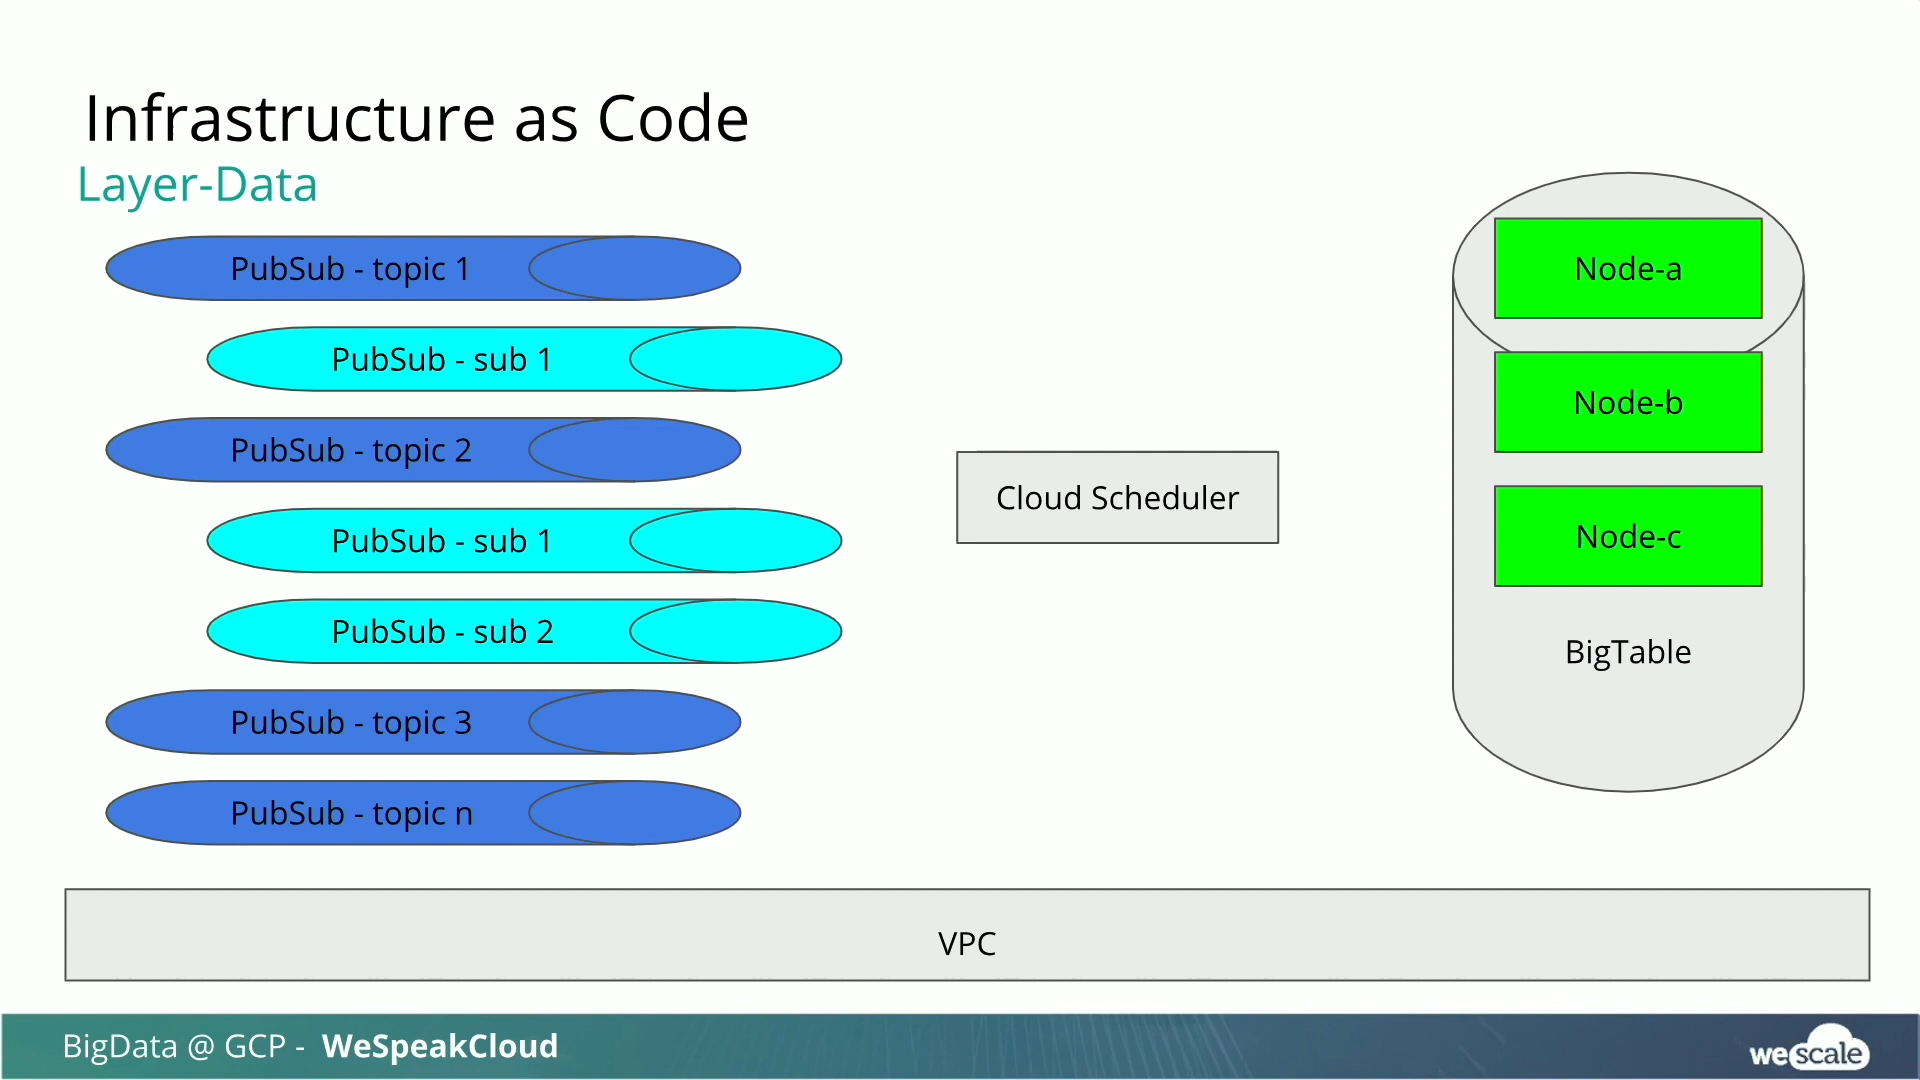 Infrastructure as Code
Layer-Data
PubSub - topic 1
PubSub - sub 1
PubSub - topic 2
PubSub - sub 1
PubSub - sub 2
PubSub - topic 3
PubSub - topic n
Cloud Scheduler
Node-a
Node-b
Node-c
BigTable
VPC
BigData @ GCP - WeSpeakCloud
wescale